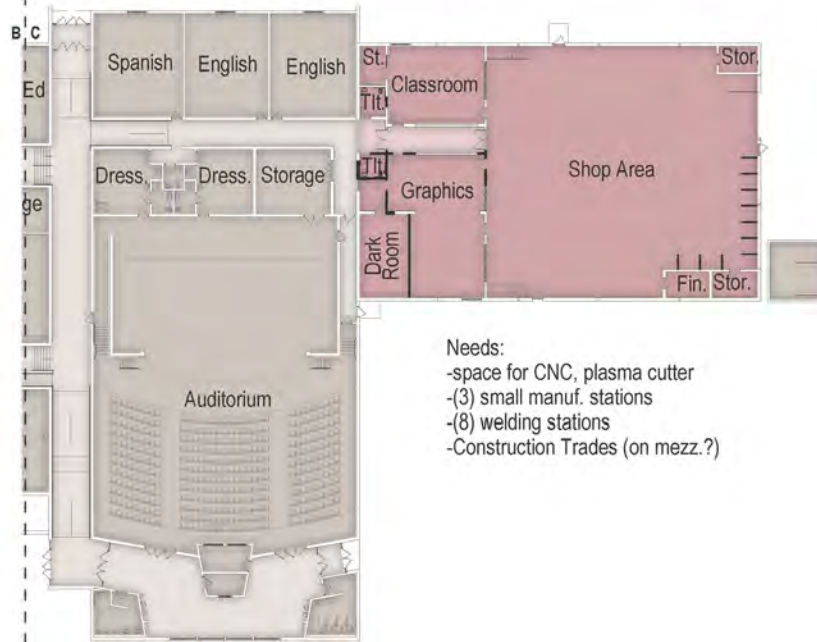 B C
Ed
ge
Spanish
English
English
St.
Tlt.
Classroom
Stor.
Dress.
Dress.
Storage
Tlt.
Graphics
Shop Area
Dark
Room
Fin.
Stor.
Auditorium
Needs:
-space for CNC, plasma cutter
-(3) small manuf. stations
-(8) welding stations
-Construction Trades (on mezz.?)